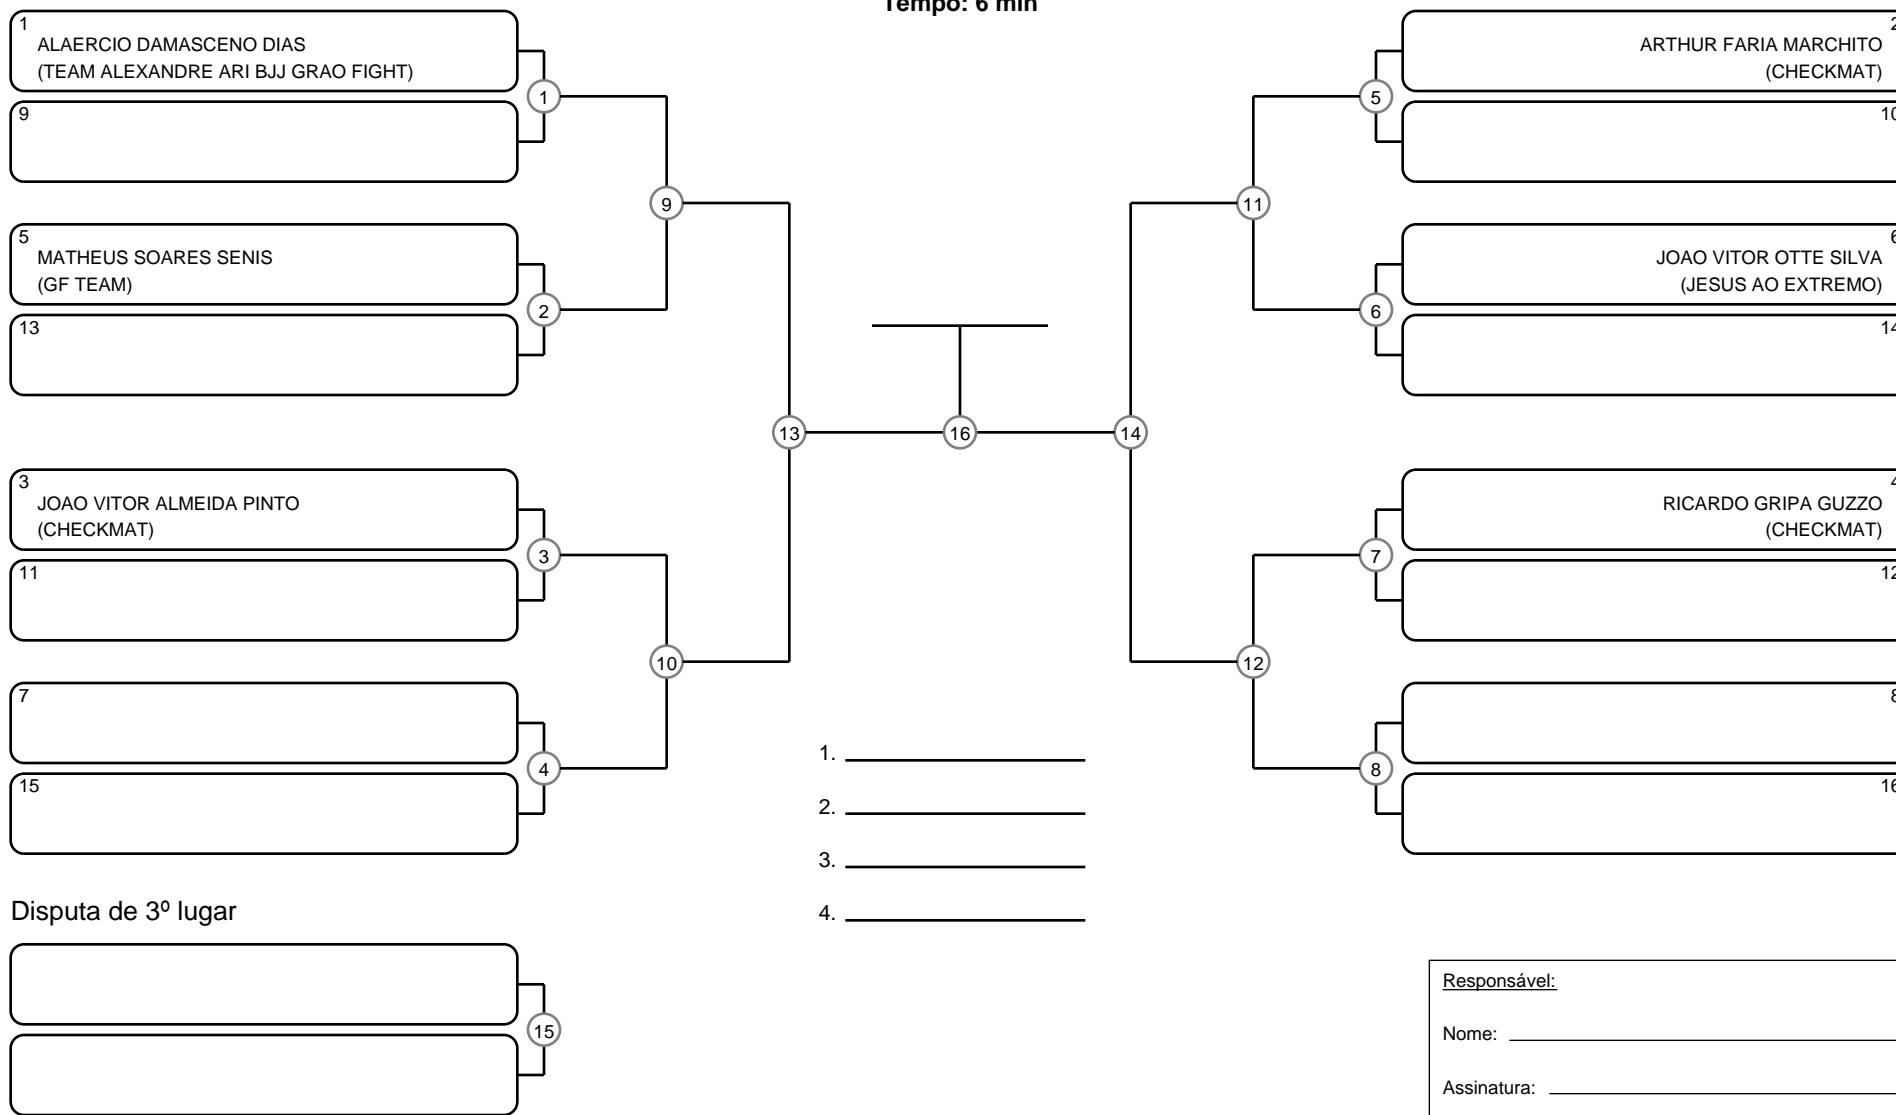 Tempo: 6 min
1
ALAERCIO DAMASCENO DIAS
(TEAM ALEXANDRE ARI BJJ GRAO FIGHT)
1
9
5
MATHEUS SOARES SENIS
(GF TEAM)
2
13
9
3
JOAO VITOR ALMEIDA PINTO
(CHECKMAT)
3
11
7
4
15
10
13
16
14
2
ARTHUR FARIA MARCHITO
(CHECKMAT)
5
10
11
6
JOAO VITOR OTTE SILVA
(JESUS AO EXTREMO)
6
14
4
RICARDO GRIPA GUZZO
(CHECKMAT)
7
12
12
8
8
16
1.
2.
3.
4.
Disputa de 3º lugar
15
Responsável:
Nome:
Assinatura: